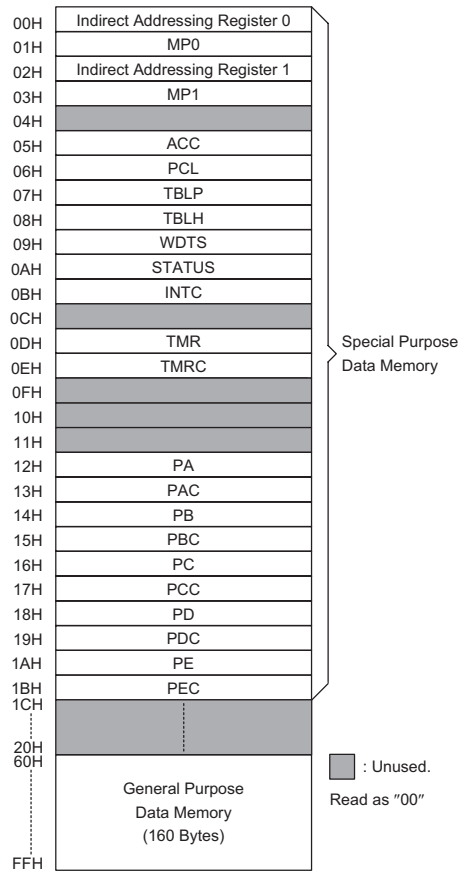 00H Indirect Addressing Register 0
01H MP0
02H Indirect Addressing Register 1
03H MP1
04H
05H ACC
06H PCL
07H TBLP
08H TBLH
09H WDTS
0AH STATUS
0BH INTC
0CH
0DH TMR
0EH TMRC
0FH
10H
11H
12H PA
13H PAC
14H PB
15H PBC
16H PC
17H PCC
18H PD
19H PDC
1AH PE
1BH PEC
1CH
20H
60H
FFH
Special Purpose
Data Memory
General Purpose
Data Memory
(160 Bytes)
: Unused.
Read as ″00″